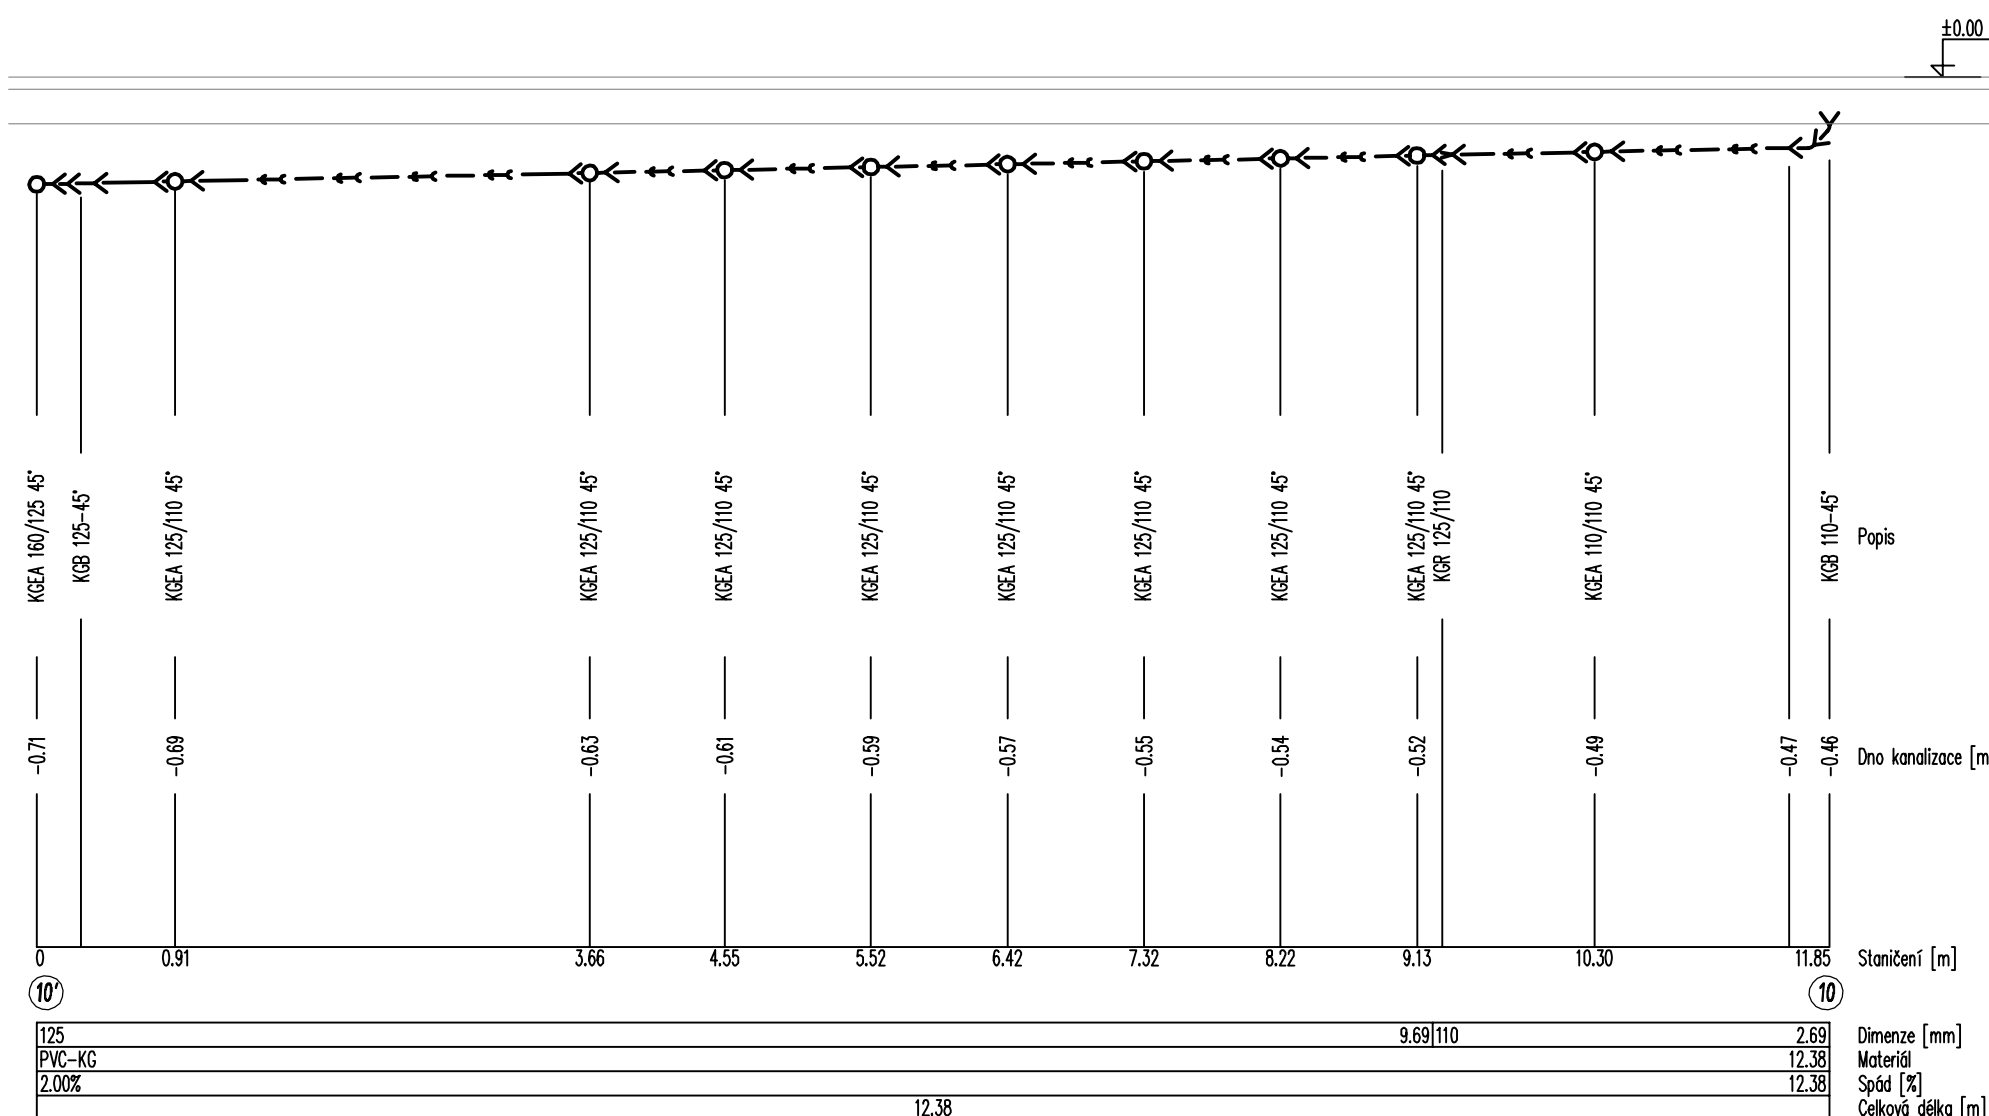 ±0.00
KGEA 160/125 45°
KGB 125-45°
KGEA 125/110 45°
KGEA 125/110 45°
KGEA 125/110 45°
KGEA 125/110 45°
KGEA 125/110 45°
KGEA 125/110 45°
KGEA 125/110 45°
KGEA 125/110 45°
KGR 125/110
KGEA 110/110 45°
KGB 110-45°
Popis
-0.71
-0.69
-0.63
-0.61
-0.59
-0.57
-0.55
-0.54
-0.52
-0.49
-0.47
-0.46
Dno kanalizace [m
0 0.91 3.66 4.55 5.52 6.42 7.32 8.22 9.13 10.30 11.85 Staničení [m]
10' 10
125 9.69 110 2.69 Dimenze [mm]
PVC-KG 12.38 Materiál
2.00% 12.38 Spád [%]
12.38 Celková délka [m]